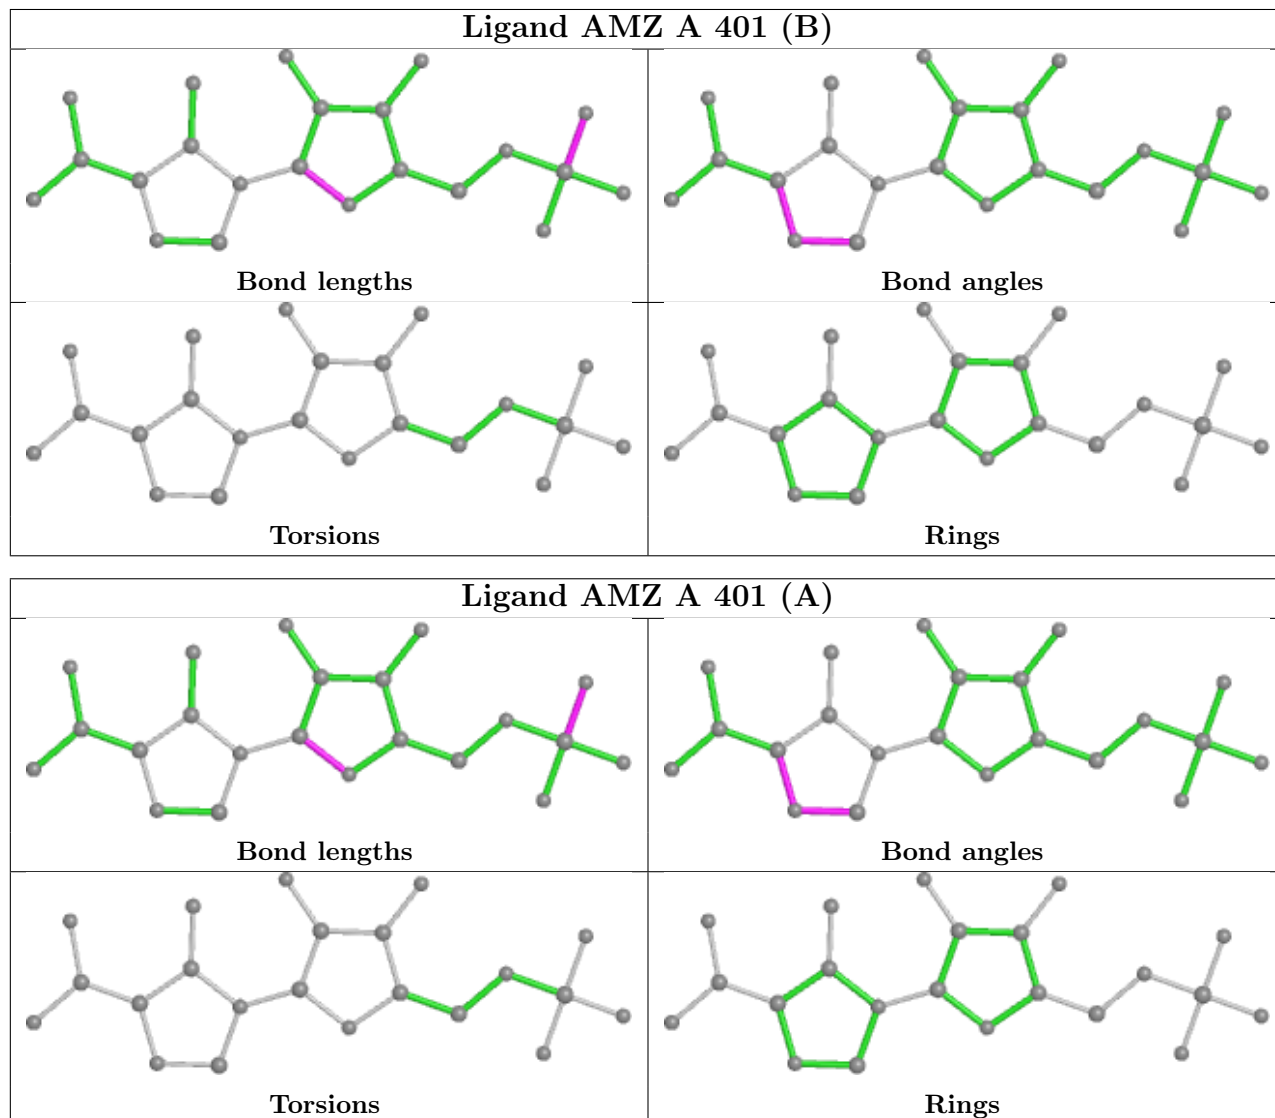 Ligand AMZ A 401 (B)
Bond lengths
Bond angles
Torsions
Rings
Ligand AMZ A 401 (A)
Bond lengths
Bond angles
Torsions
Rings